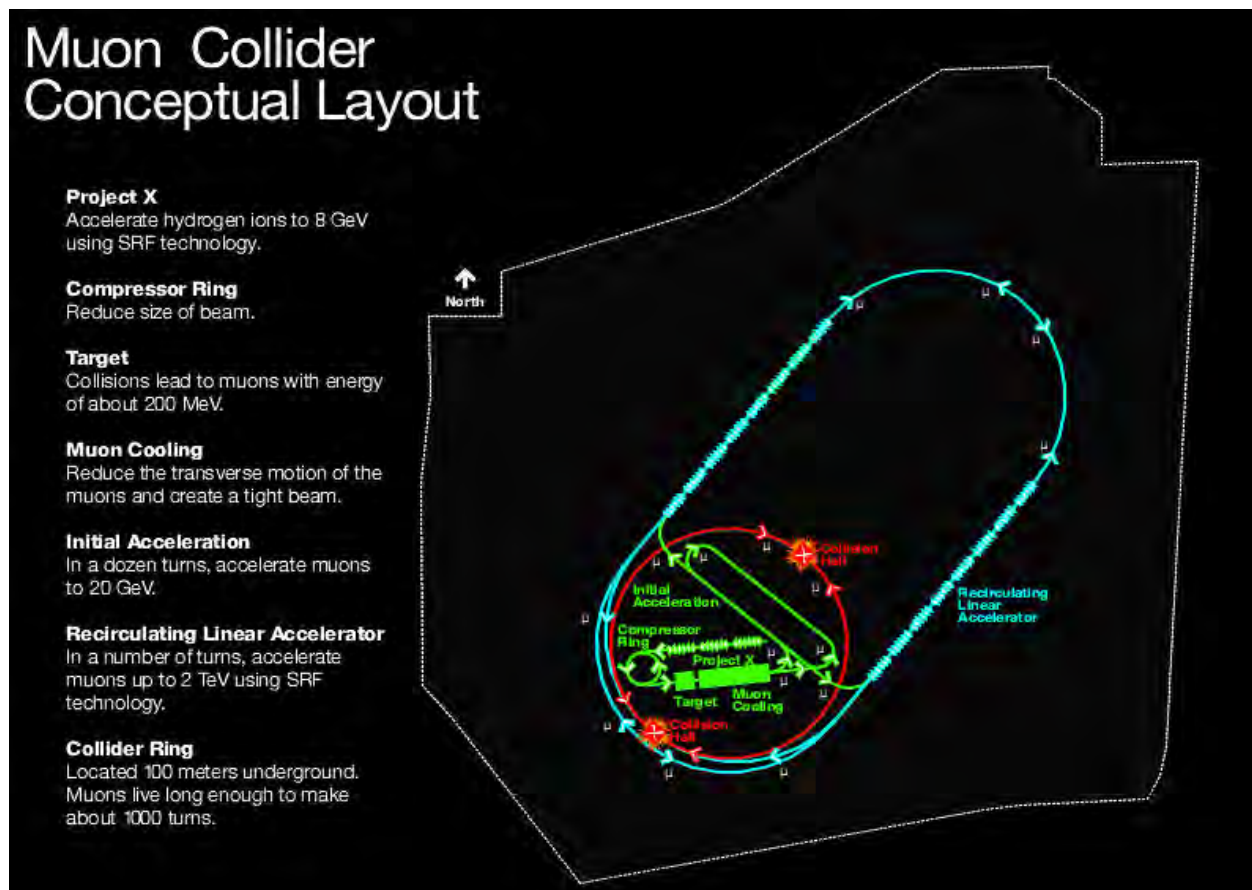 Muon Collider
Conceptual Layout
Project X
Accelerate hydrogen ions to 8 GeV
using SRF technology.
Compressor Ring
Reduce size of beam.
Target
Collisions lead to muons with energy
of about 200 MeV.
Muon Cooling
Reduce the transverse motion of the
muons and create a tight beam.
Initial Acceleration
In a dozen turns, accelerate muons
to 20 GeV.
Recirculating Linear Accelerator
In a number of turns, accelerate
muons up to 2 TeV using SRF
technology.
Collider Ring
Located 100 meters underground.
Muons live long enough to make
about 1000 turns.
North
μ
μ
μ
μ
μ
Collision
Hall
μ
μ
μ
Initial
Acceleration
Recirculating
Linear
Accelerator
μ
Compressor
Ring
Project X
μ
μ
μ
μ
Target
Muon
Cooling
Collision
Hall
μ
μ
μ